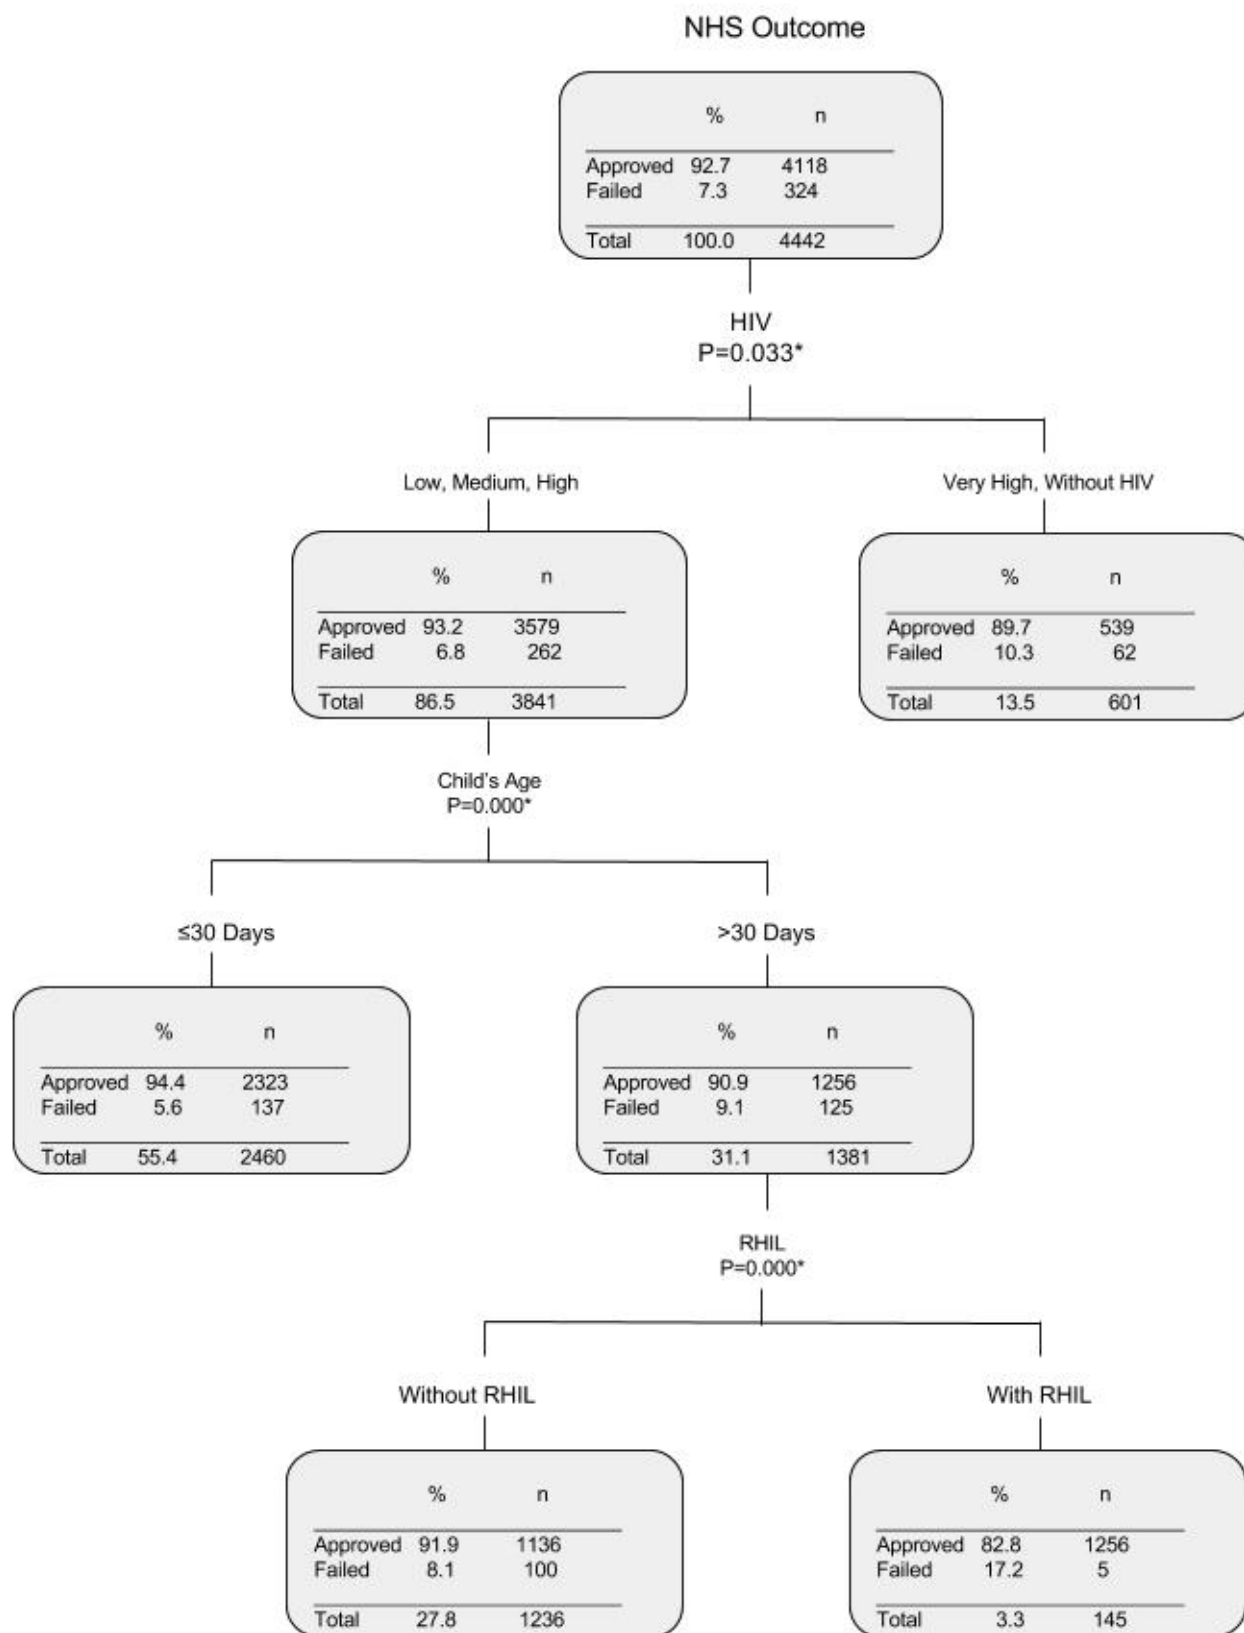 NHS Outcome
% n
Approved 92.7 4118
Failed 7.3 324
Total 100.0 4442
HIV
P=0.033*
Low, Medium, High
Very High, Without HIV
% n
Approved 93.2 3579
Failed 6.8 262
Total 86.5 3841
% n
Approved 89.7 539
Failed 10.3 62
Total 13.5 601
Child's Age
P=0.000*
≤30 Days
>30 Days
% n
Approved 94.4 2323
Failed 5.6 137
Total 55.4 2460
% n
Approved 90.9 1256
Failed 9.1 125
Total 31.1 1381
RHIL
P=0.000*
Without RHIL
With RHIL
% n
Approved 91.9 1136
Failed 8.1 100
Total 27.8 1236
% n
Approved 82.8 1256
Failed 17.2 5
Total 3.3 145